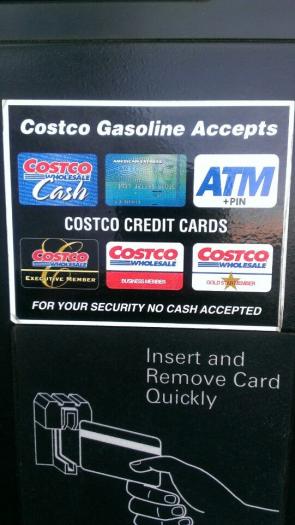 Costco Gasoline Accepts
COSTCO
WHOLESALE
Cash
AMERICAN EXPRESS
ATM
+PIN
COSTCO CREDIT CARDS
COSTCO
WHOLESALE
EXECUTIVE MEMBER
COSTCO
WHOLESALE
BUSINESS MEMBER
COSTCO
WHOLESALE
GOLD STAR MEMBER
FOR YOUR SECURITY NO CASH ACCEPTED
Insert and
Remove Card
Quickly